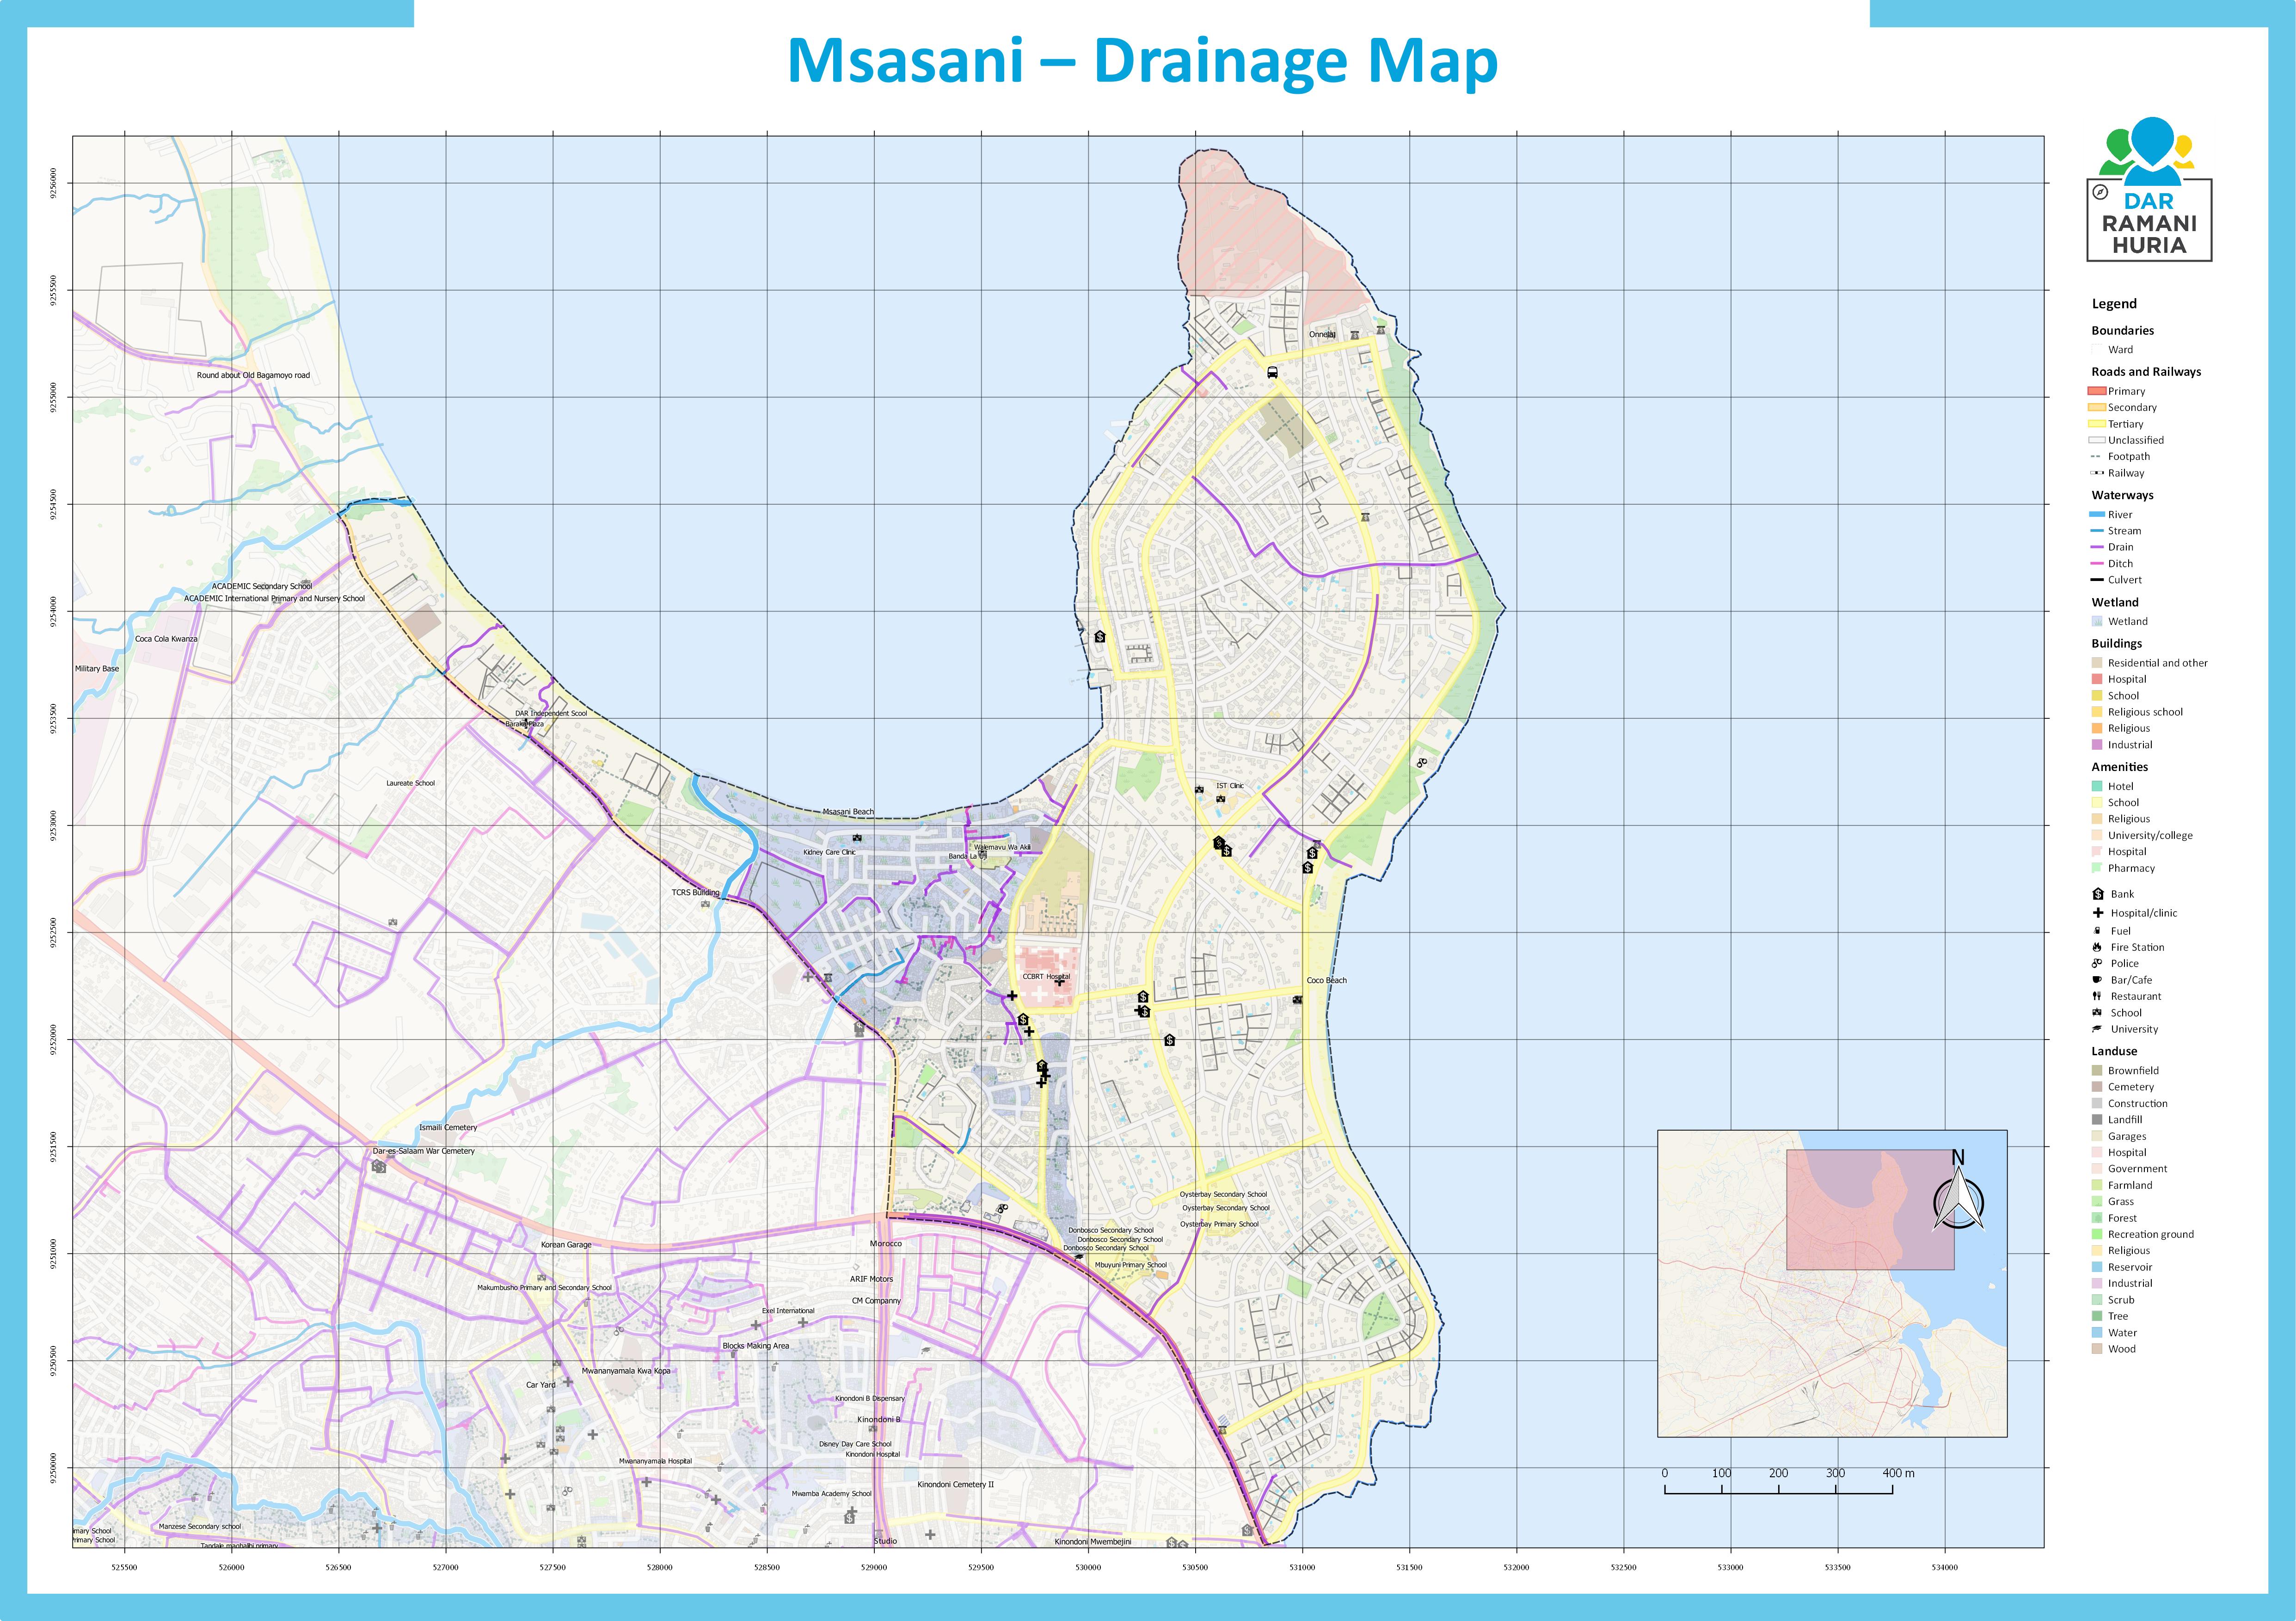 Msasani – Drainage Map
DAR
RAMANI
HURIA
Legend
Boundaries
Ward
Roads and Railways
Primary
Secondary
Tertiary
Unclassified
Footpath
Railway
Waterways
River
Stream
Drain
Ditch
Culvert
Wetland
Wetland
Buildings
Residential and other
Hospital
School
Religious school
Religious
Industrial
Amenities
Hotel
School
Religious
University/college
Hospital
Pharmacy
Bank
Hospital/clinic
Fuel
Fire Station
Police
Bar/Cafe
Restaurant
School
University
Landuse
Brownfield
Cemetery
Construction
Landfill
Garages
Hospital
Government
Farmland
Grass
Forest
Recreation ground
Religious
Reservoir
Industrial
Scrub
Tree
Water
Wood
9256000
9255500
9255000
9254500
9254000
9253500
9253000
9252500
9252000
9251500
9251000
9250500
9250000
Round about Old Bagamoyo road
ACADEMIC Secondary School
ACADEMIC International Primary and Nursery School
Coca Cola Kwanza
Military Base
DAR Independent Scool
Laureate School
IST Clinic
Msasani Beach
Kidney Care Clinic
Walemavu Wa Akili
TCRS Building
CCBRT Hospital
Coco Beach
Ismaili Cemetery
Dar-es-Salaam War Cemetery
Oysterbay Secondary School
Oysterbay Secondary School
Oysterbay Primary School
Donbosco Secondary School
Donbosco Secondary School
Donbosco Secondary School
Mbuyuni Primary School
Korean Garage
Morocco
ARIF Motors
Makumbusho Primary and Secondary School
CM Companny
Exel International
Blocks Making Area
Mwananyamala Kwa Kopa
Car Yard
Kinondoni B Dispensary
Kinondoni B
Disney Day Care School
Kinondoni Hospital
Mwananyamala Hospital
Kinondoni Cemetery II
Mwamba Academy School
Manzese Secondary school
imary School
Primary School
Tandale maghalbi primary
Studio
Kinondoni Mwembejini
N
0 100 200 300 400 m
525500 526000 526500 527000 527500 528000 528500 529000 529500 530000 530500 531000 531500 532000 532500 533000 533500 534000